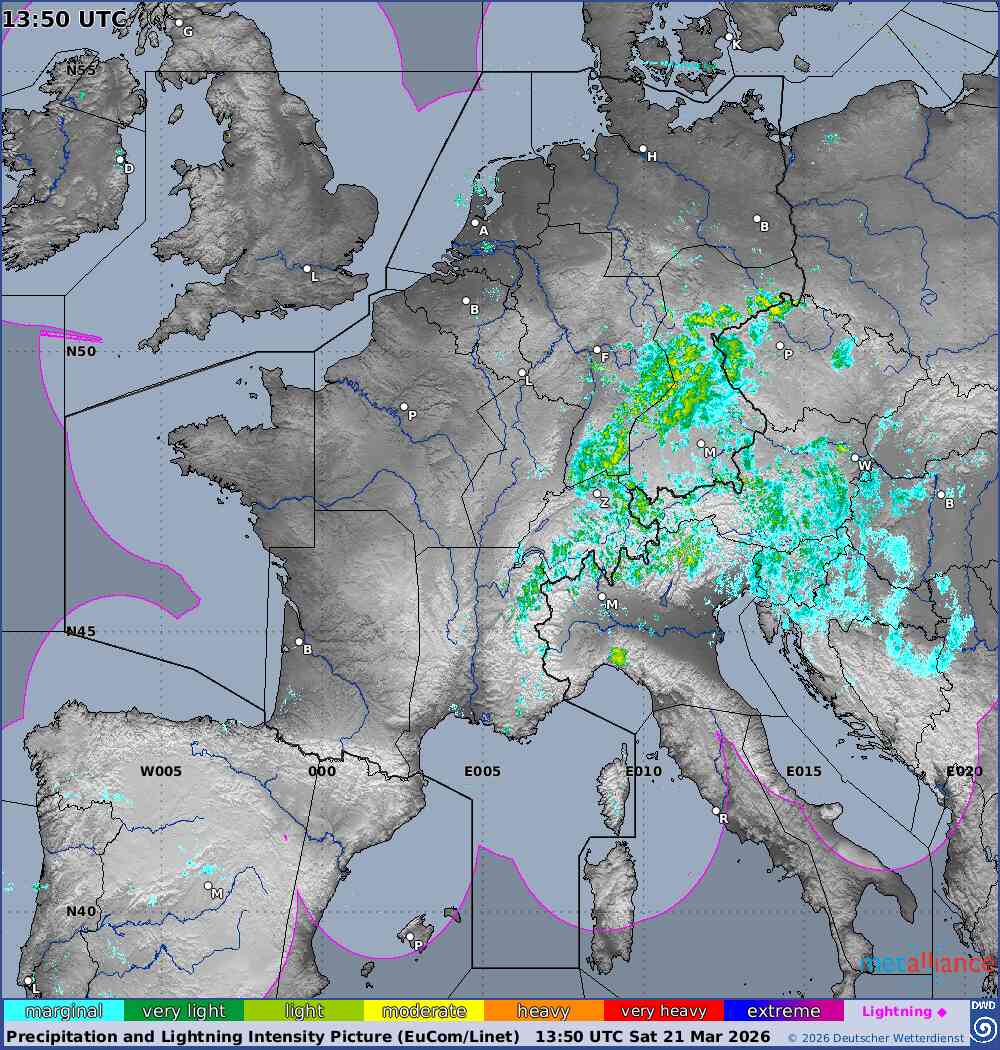 13:50 UTC
G
K
N55
D
H
A
B
L
B
N50
F
P
L
P
M
W
Z
B
M
N45
B
W005
000
E005
E010
E015
E020
R
M
N40
P
L
metalliance
marginal
very light
light
moderate
heavy
very heavy
extreme
Lightning ◆
DWD
Precipitation and Lightning Intensity Picture (EuCom/Linet) 13:50 UTC Sat 21 Mar 2026
© 2026 Deutscher Wetterdienst